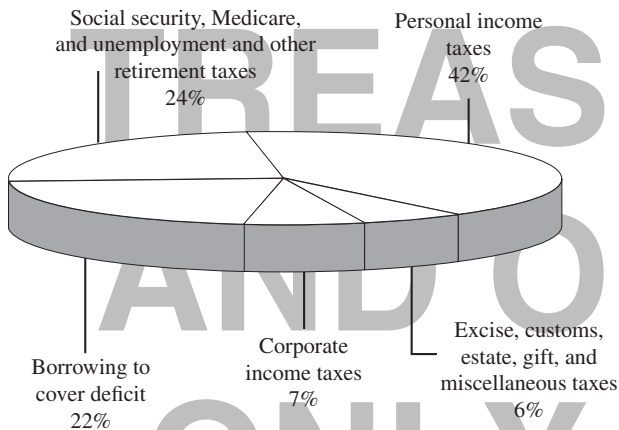 Social security, Medicare,
and unemployment and other
retirement taxes
24%
Personal income
taxes
42%
TREAS
AND O
Borrowing to
cover deficit
22%
Corporate
income taxes
7%
Excise, customs,
estate, gift, and
miscellaneous taxes
6%
ONLY